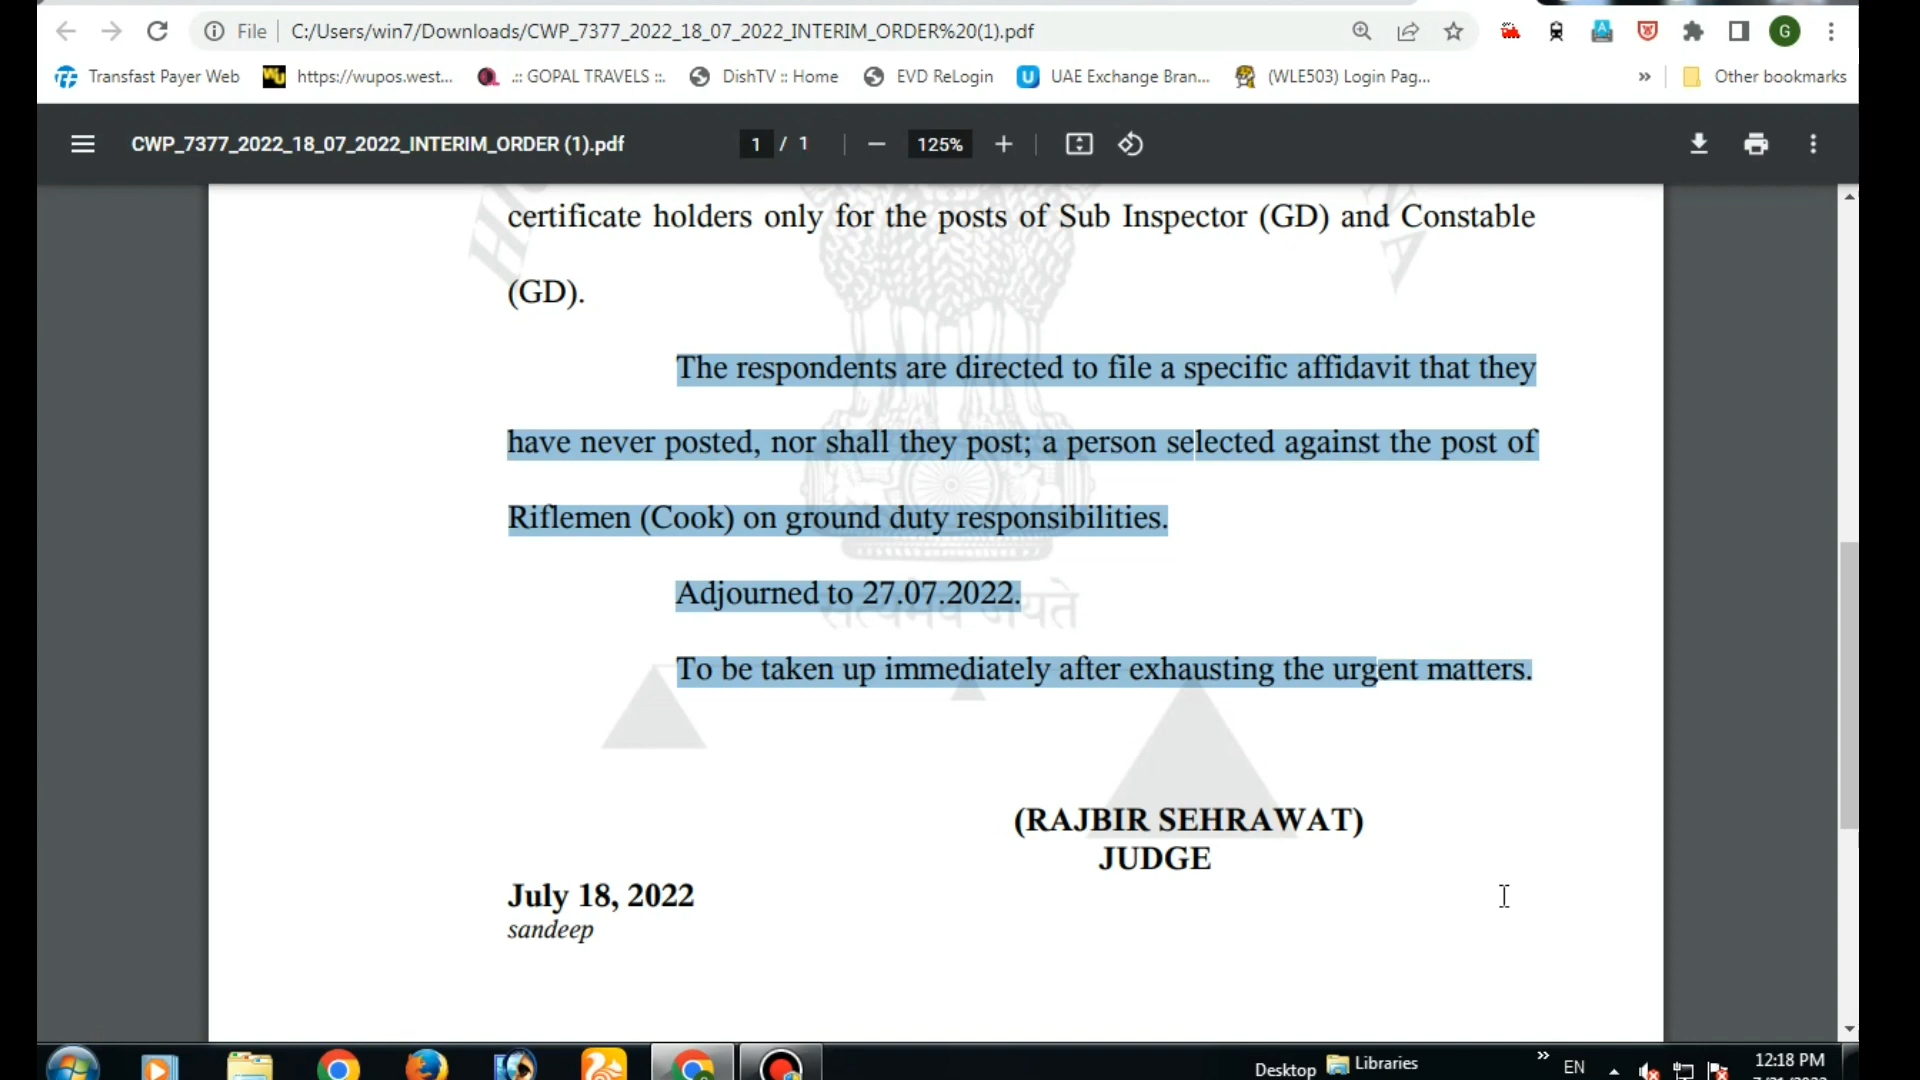 File C:/Users/win7/Downloads/CWP_7377_2022_18_07_2022_INTERIM_ORDER%20(1).pdf
G
Transfast Payer Web https://wupos.west... .:: GOPAL TRAVELS ::. DishTV :: Home EVD ReLogin UAE Exchange Bran... (WLE503) Login Pag... » Other bookmarks
CWP_7377_2022_18_07_2022_INTERIM_ORDER (1).pdf 1 / 1 125%
certificate holders only for the posts of Sub Inspector (GD) and Constable
(GD).
The respondents are directed to file a specific affidavit that they
have never posted, nor shall they post; a person selected against the post of
Riflemen (Cook) on ground duty responsibilities.
Adjourned to 27.07.2022.
सत्यमेव जयते
To be taken up immediately after exhausting the urgent matters.
(RAJBIR SEHRAWAT)
JUDGE
July 18, 2022
sandeep
Desktop Libraries » EN 12:18 PM